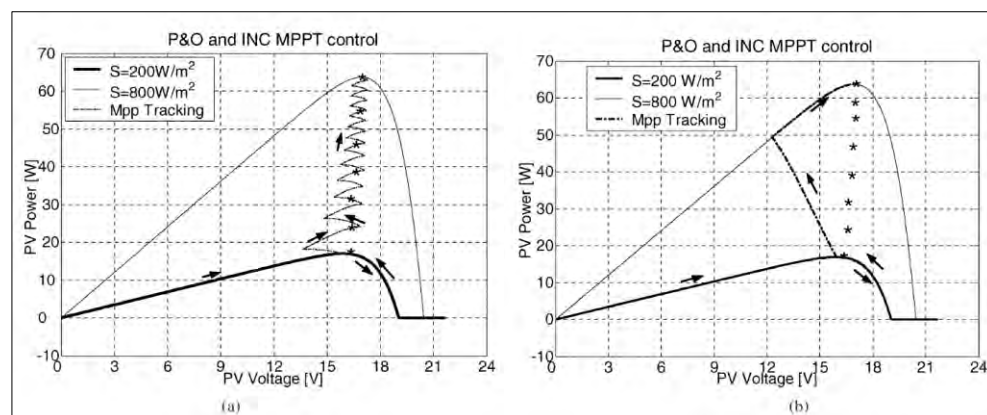 P&O and INC MPPT control
S=200W/m²
S=800W/m²
Mpp Tracking
PV Power [W]
70
60
50
40
30
20
10
0
-10
0 3 6 9 12 15 18 21 24
PV Voltage [V]
(a)
P&O and INC MPPT control
S=200 W/m²
S=800 W/m²
Mpp Tracking
PV Power [W]
70
60
50
40
30
20
10
0
-10
0 3 6 9 12 15 18 21 24
PV Voltage [V]
(b)